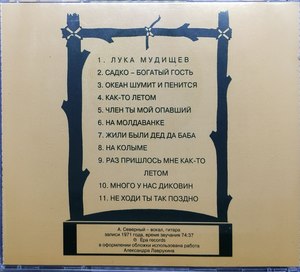 1. ЛУКА МУДИЩЕВ
2. САДКО – БОГАТЫЙ ГОСТЬ
3. ОКЕАН ШУМИТ И ПЕНИТСЯ
4. КАК-ТО ЛЕТОМ
5. ЧЛЕН ТЫ МОЙ ОПАВШИЙ
6. НА МОЛДАВАНКЕ
7. ЖИЛИ БЫЛИ ДЕД ДА БАБА
8. НА КОЛЫМЕ
9. РАЗ ПРИШЛОСЬ МНЕ КАК-ТО
ЛЕТОМ
10. МНОГО У НАС ДИКОВИН
11. НЕ ХОДИ ТЫ ТАК ПОЗДНО
А. Северный – вокал, гитара
записи 1971 года, время звучания 74:57
® Epa records
в оформлении обложки использована работа
Александра Лаврухина